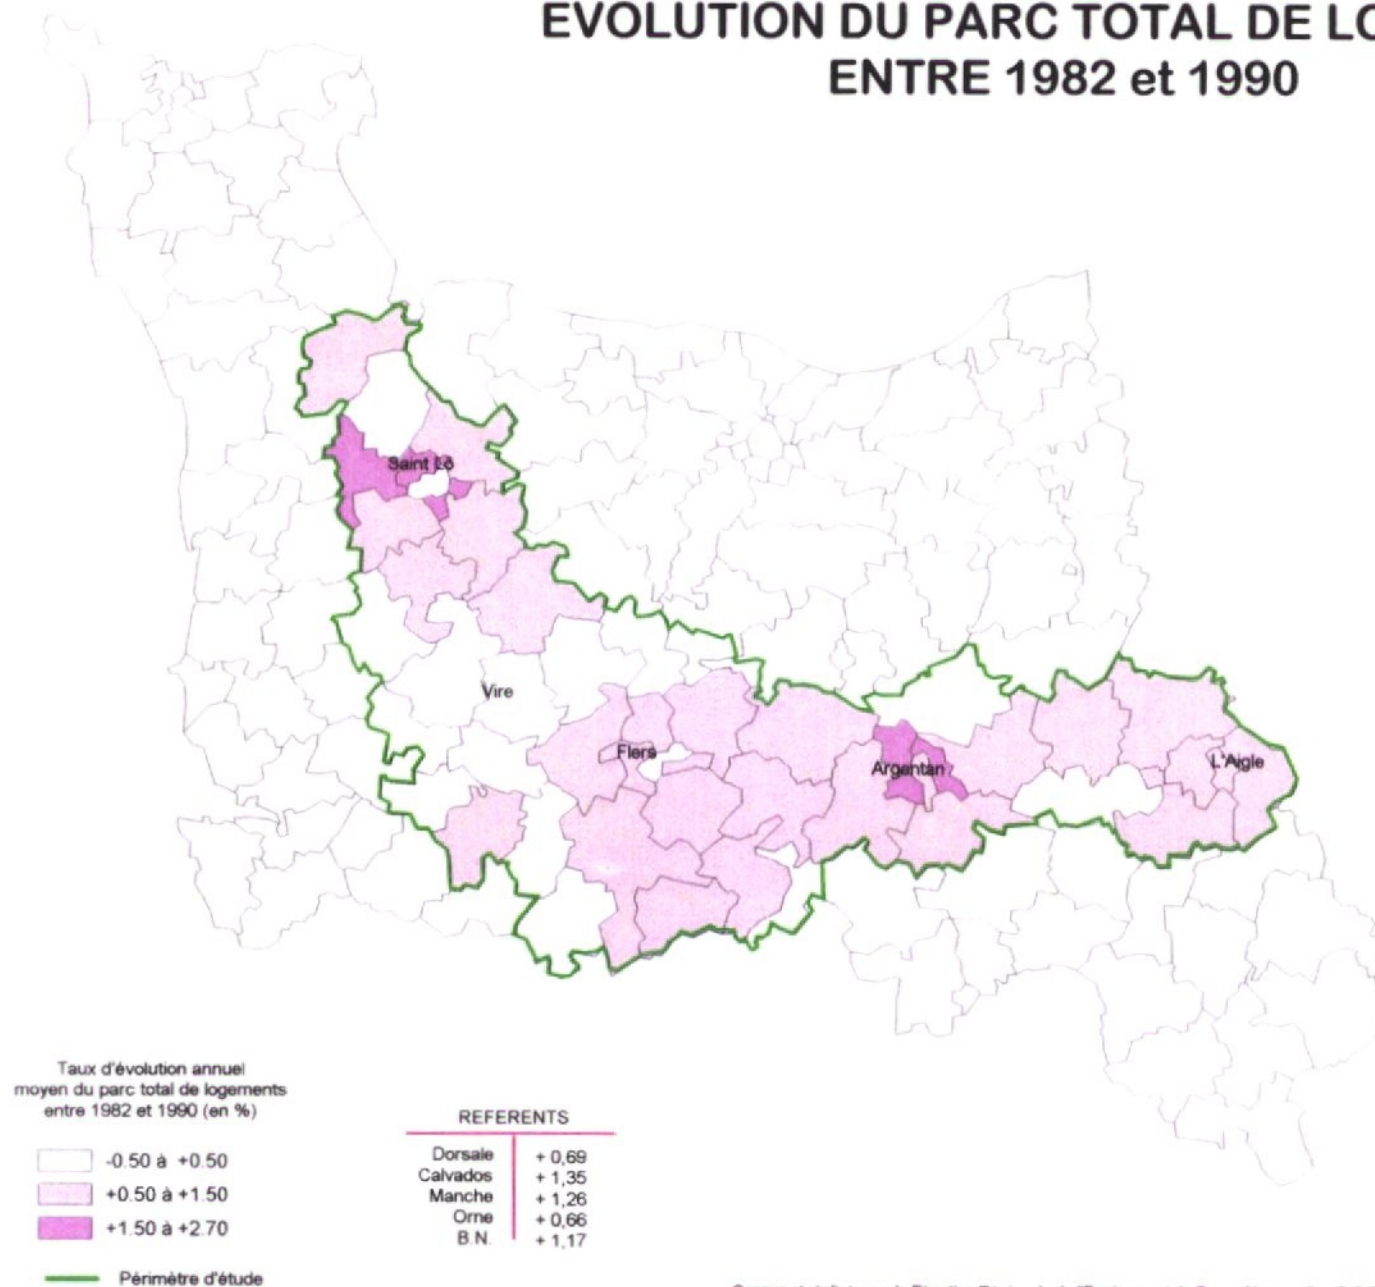 EVOLUTION DU PARC TOTAL DE LO
ENTRE 1982 et 1990
Saint Lô
Vire
Flers
Argentan
L'Aigle
Taux d'évolution annuel
moyen du parc total de logements
entre 1982 et 1990 (en %)
-0.50 à +0.50
+0.50 à +1.50
+1.50 à +2.70
Périmètre d'étude
REFERENTS
Dorsale + 0,69
Calvados + 1,35
Manche + 1,26
Orne + 0,66
B.N. + 1,17